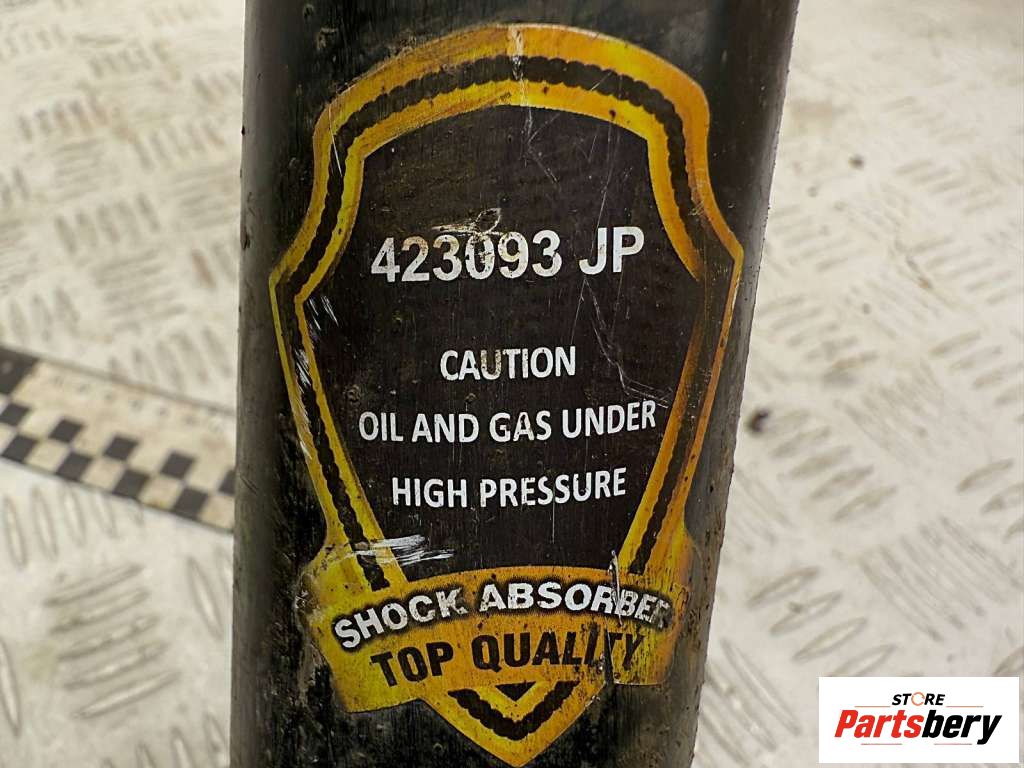 423093 JP
CAUTION
OIL AND GAS UNDER
HIGH PRESSURE
SHOCK ABSORBER
TOP QUALITY
STORE
Partsbery